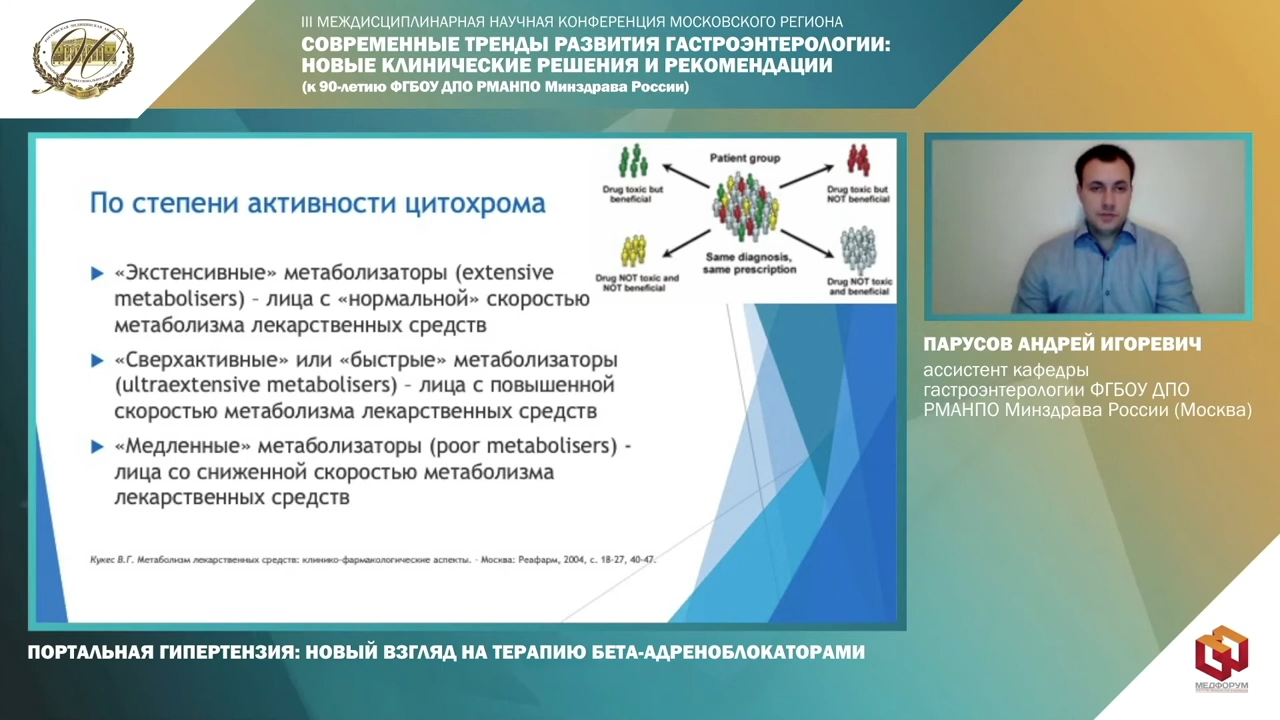 III МЕЖДИСЦИПЛИНАРНАЯ НАУЧНАЯ КОНФЕРЕНЦИЯ МОСКОВСКОГО РЕГИОНА
СОВРЕМЕННЫЕ ТРЕНДЫ РАЗВИТИЯ ГАСТРОЭНТЕРОЛОГИИ:
НОВЫЕ КЛИНИЧЕСКИЕ РЕШЕНИЯ И РЕКОМЕНДАЦИИ
(к 90-летию ФГБОУ ДПО РМАНПО Минздрава России)
По степени активности цитохрома
Patient group
Drug toxic but
beneficial
Drug toxic but
NOT beneficial
Same diagnosis,
same prescription
Drug NOT toxic and
NOT beneficial
Drug NOT toxic
and beneficial
«Экстенсивные» метаболизаторы (extensive
metabolisers) – лица с «нормальной» скоростью
метаболизма лекарственных средств
«Сверхактивные» или «быстрые» метаболизаторы
(ultraextensive metabolisers) – лица с повышенной
скоростью метаболизма лекарственных средств
«Медленные» метаболизаторы (poor metabolisers) -
лица со сниженной скоростью метаболизма
лекарственных средств
Кукес В.Г. Метаболизм лекарственных средств: клинико-фармакологические аспекты. – Москва: Реафарм, 2004, с. 18-27, 40-47.
ПАРУСОВ АНДРЕЙ ИГОРЕВИЧ
ассистент кафедры
гастроэнтерологии ФГБОУ ДПО
РМАНПО Минздрава России (Москва)
ПОРТАЛЬНАЯ ГИПЕРТЕНЗИЯ: НОВЫЙ ВЗГЛЯД НА ТЕРАПИЮ БЕТА-АДРЕНОБЛОКАТОРАМИ
МЕДФОРУМ